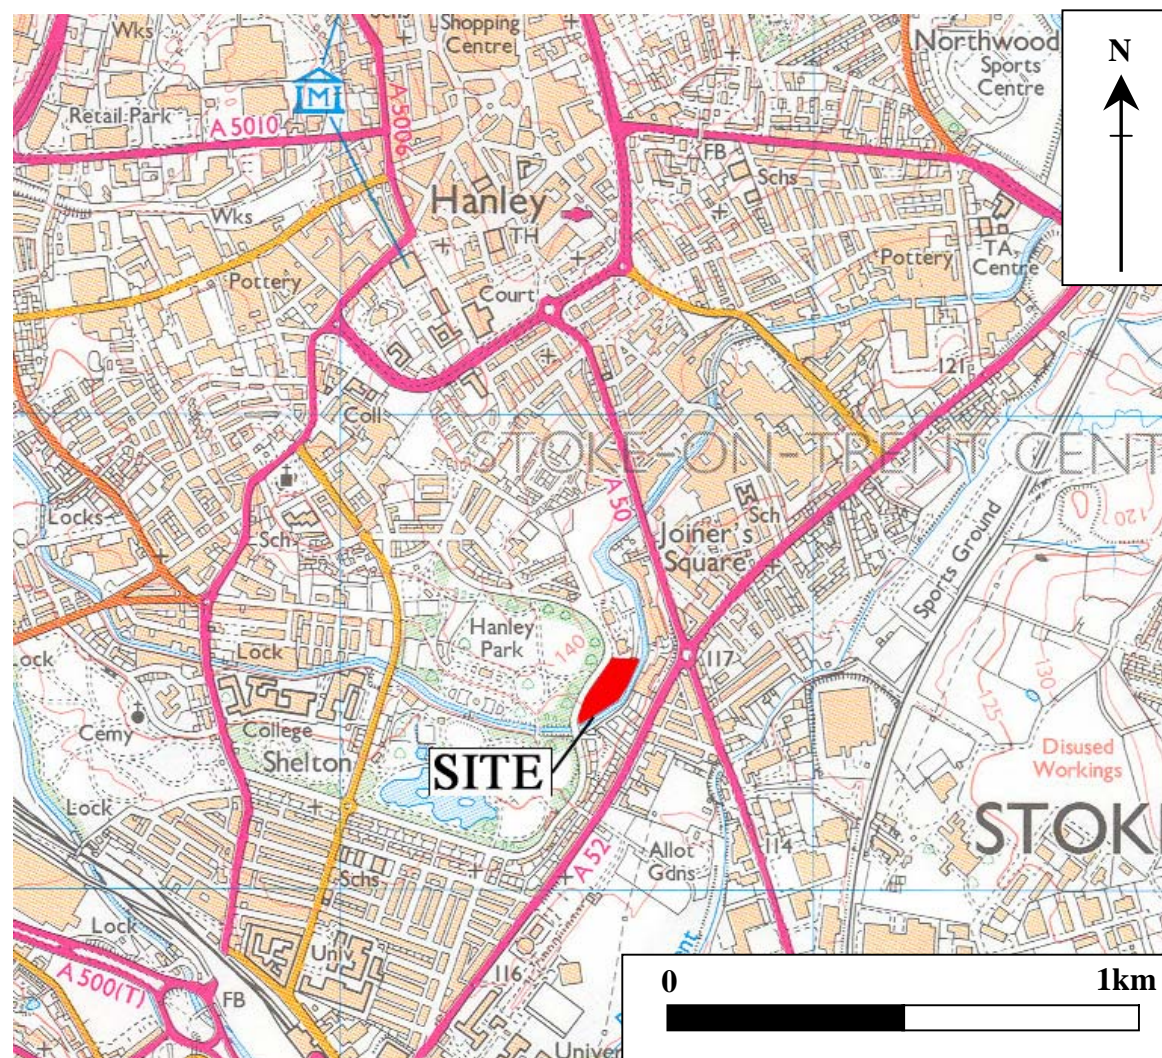 Wks
Schs
Shopping
Centre
Northwood
Sports
Centre
N
M
Retail Park
A 5010
A 5006
FB
Schs
Hanley
TH
Wks
Pottery
Court
Pottery
TA
Centre
121
Coll
STOKE-ON-TRENT CENT
Locks
Sch
A 50
Sch
Joiner's
Square
Sports Ground
120
Lock
Lock
Hanley
Park
140
117
130
125
Cemy
College
Shelton
SITE
Disused
Workings
STOK
Lock
Schs
A 52
Allot
Gdns
114
Lock
Univ
116
A 500(T)
FB
0
1km
Univer